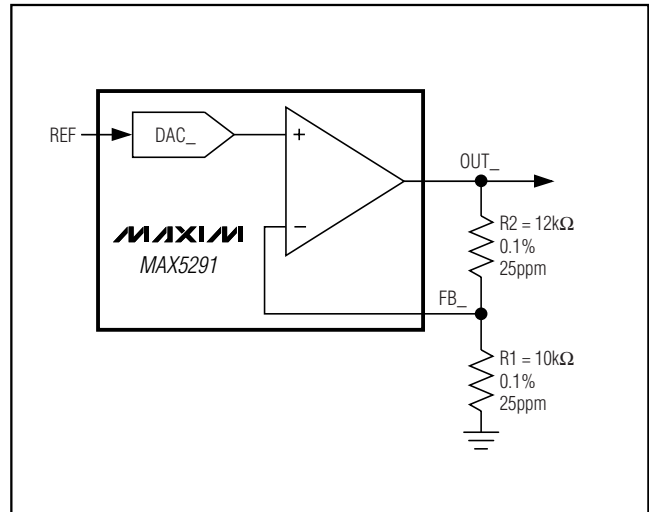 REF
DAC_
+
−
OUT_
R2 = 12kΩ
0.1%
25ppm
MAXIM
MAX5291
FB_
R1 = 10kΩ
0.1%
25ppm